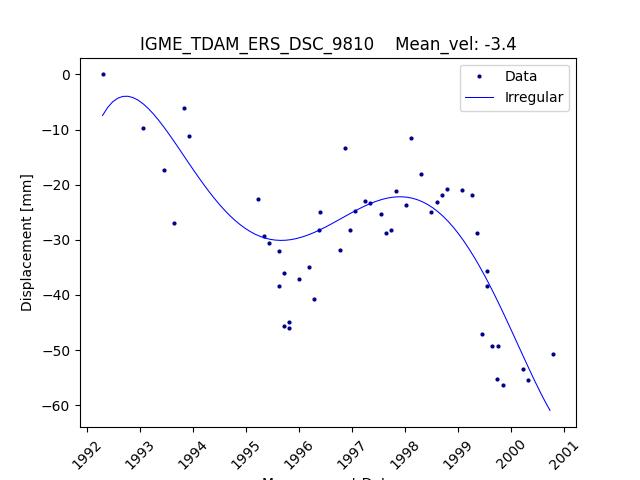 IGME_TDAM_ERS_DSC_9810    Mean_vel: -3.4
Data
Irregular
0
−10
−20
−30
−40
−50
−60
Displacement [mm]
1992 1993 1994 1995 1996 1997 1998 1999 2000 2001